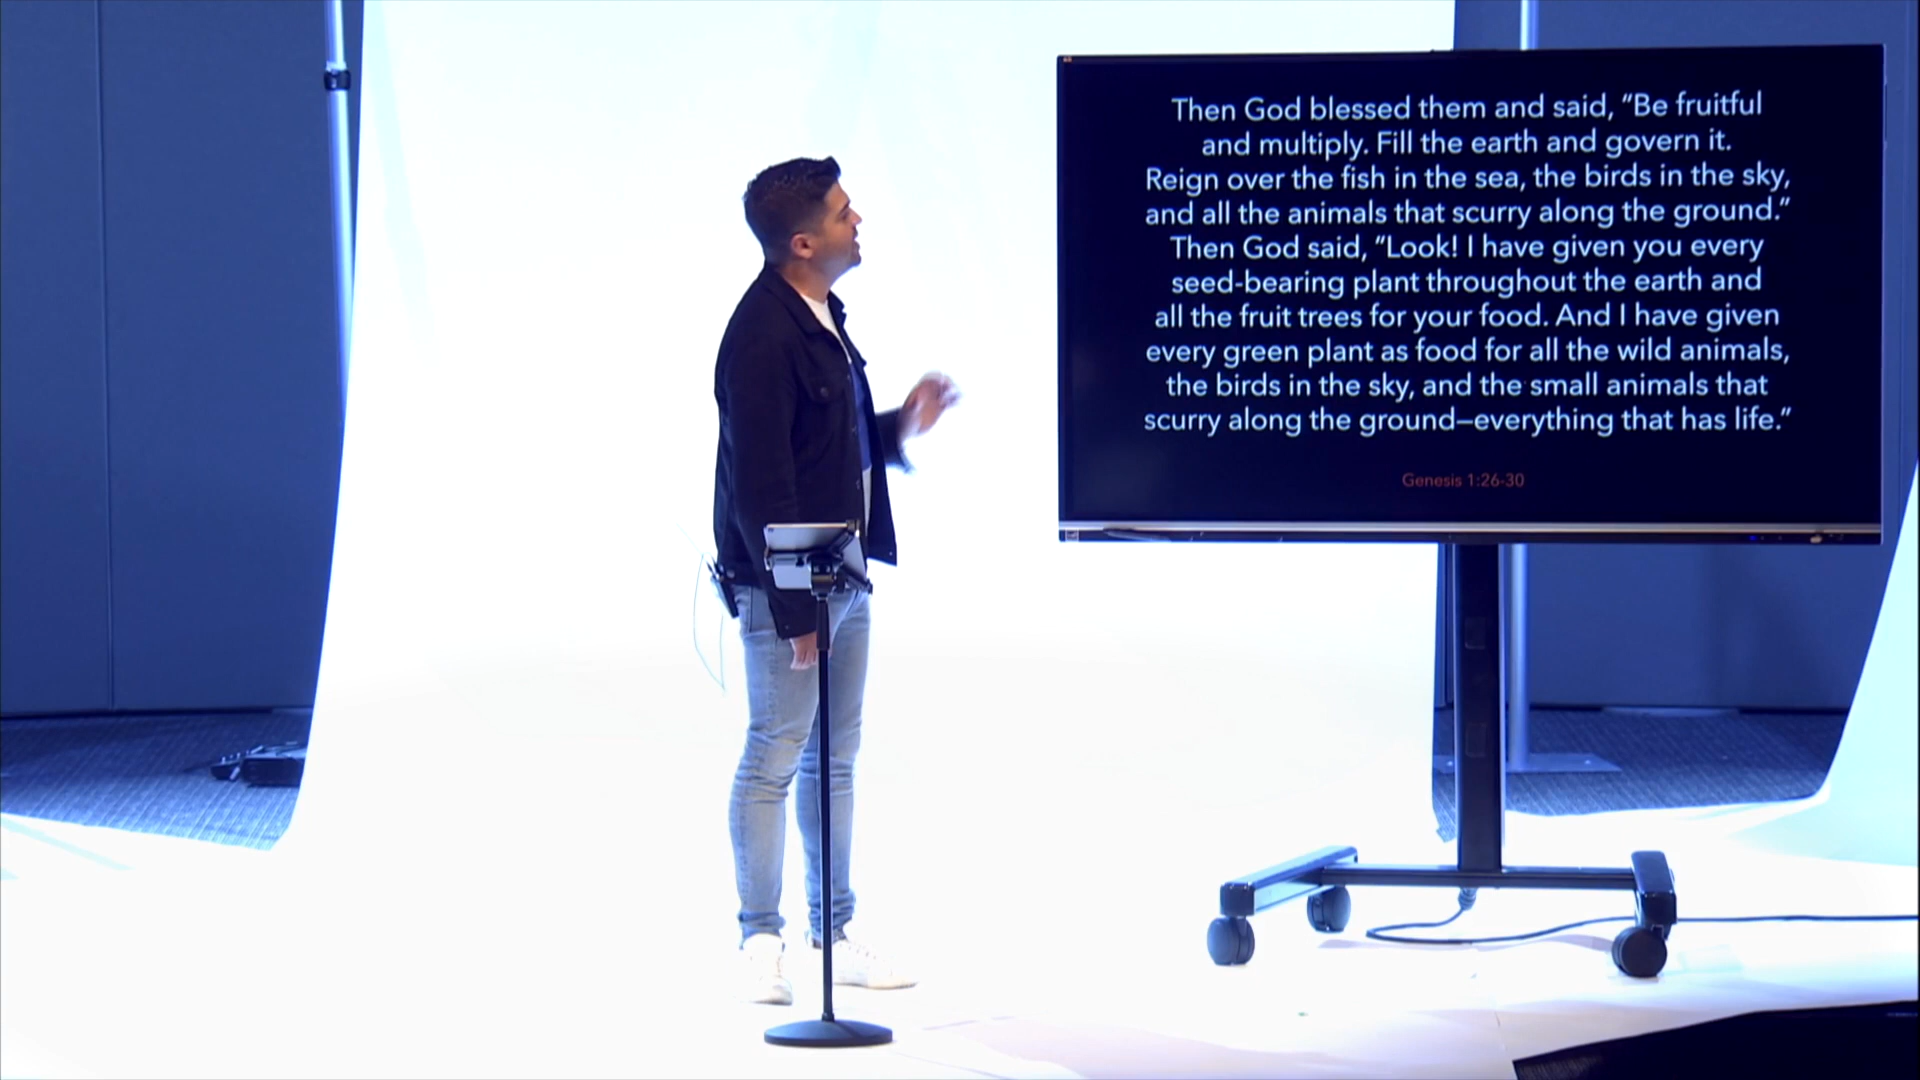 Then God blessed them and said, “Be fruitful
and multiply. Fill the earth and govern it.
Reign over the fish in the sea, the birds in the sky,
and all the animals that scurry along the ground.”
Then God said, “Look! I have given you every
seed-bearing plant throughout the earth and
all the fruit trees for your food. And I have given
every green plant as food for all the wild animals,
the birds in the sky, and the small animals that
scurry along the ground—everything that has life.”
Genesis 1:26-30